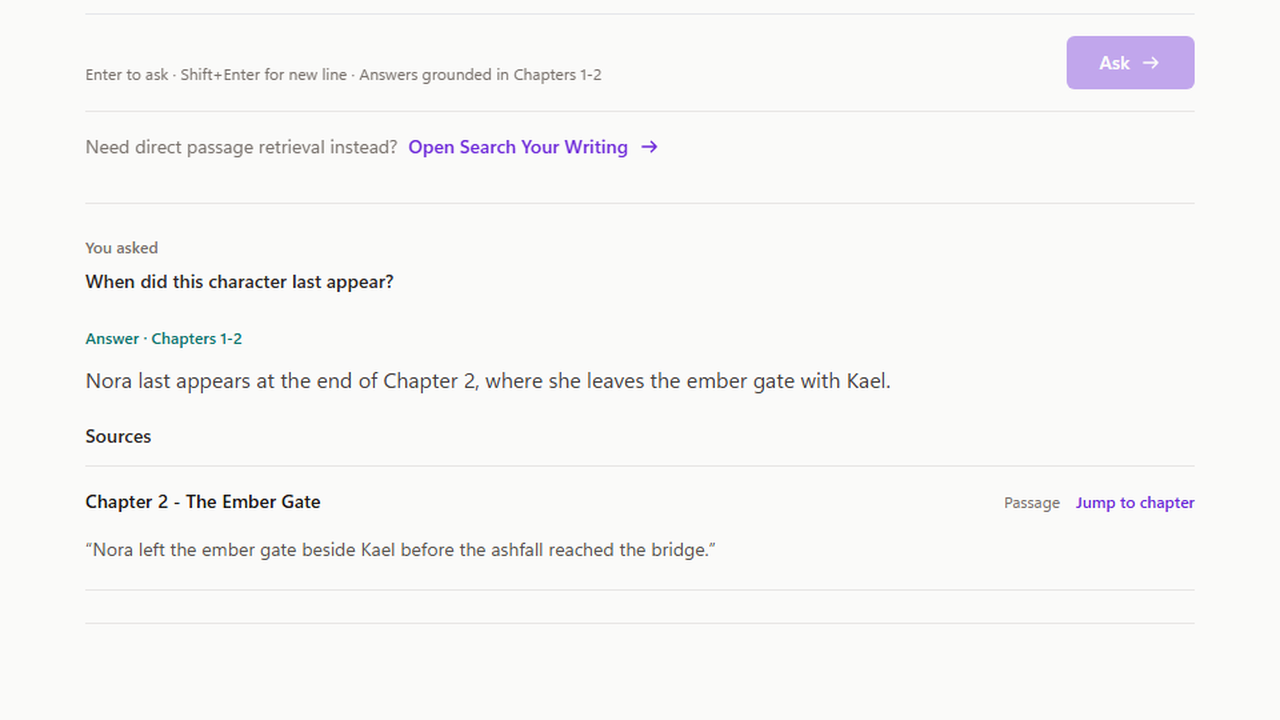 Enter to ask · Shift+Enter for new line · Answers grounded in Chapters 1-2
Ask →
Need direct passage retrieval instead? Open Search Your Writing →
You asked
When did this character last appear?
Answer · Chapters 1-2
Nora last appears at the end of Chapter 2, where she leaves the ember gate with Kael.
Sources
Chapter 2 - The Ember Gate
Passage Jump to chapter
“Nora left the ember gate beside Kael before the ashfall reached the bridge.”